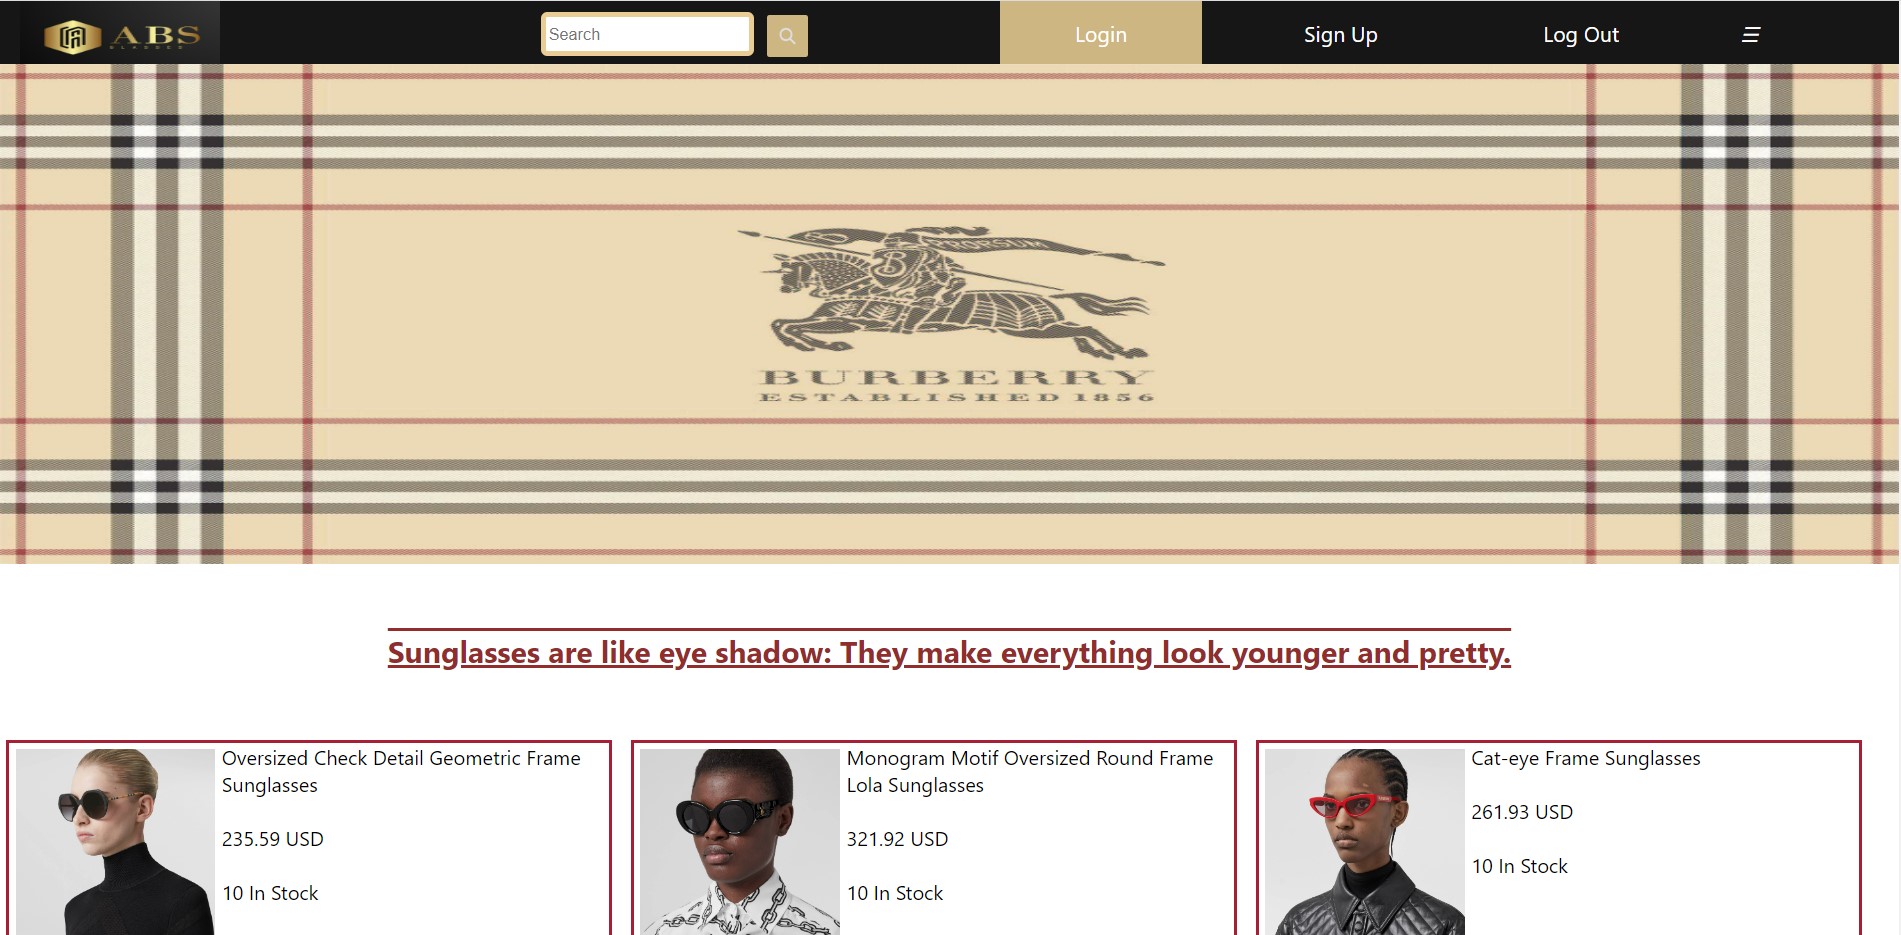 ABS
GLASSES
Search
Login
Sign Up
Log Out
PRORSUM
B
BURBERRY
ESTABLISHED 1856
Sunglasses are like eye shadow: They make everything look younger and pretty.
Oversized Check Detail Geometric Frame
Sunglasses
235.59 USD
10 In Stock
Monogram Motif Oversized Round Frame
Lola Sunglasses
321.92 USD
10 In Stock
Cat-eye Frame Sunglasses
261.93 USD
10 In Stock